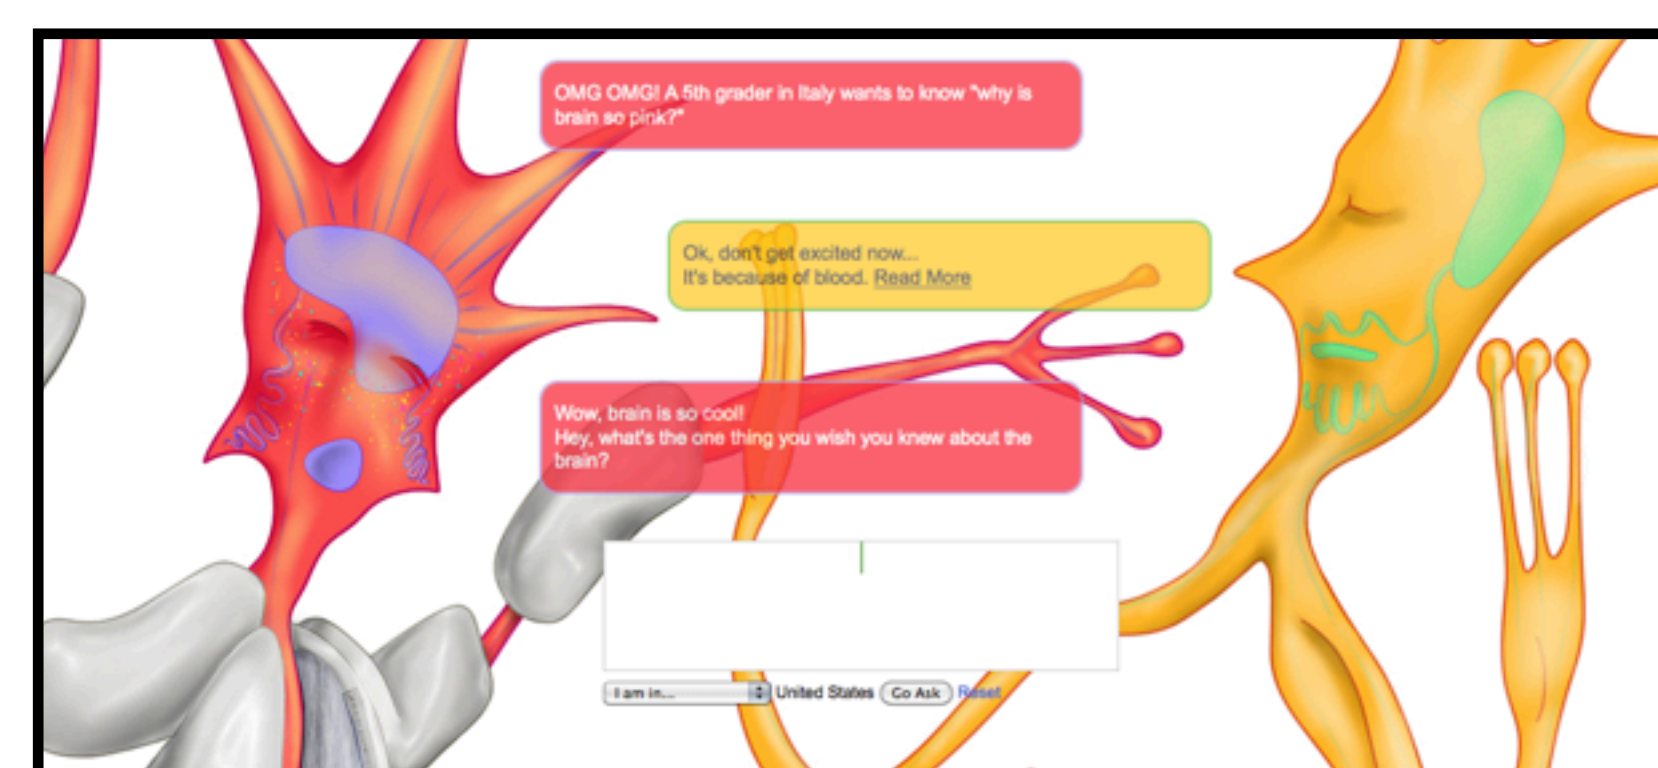 OMG OMG! A 5th grader in Italy wants to know "why is
brain so pink?"
Ok, don't get excited now...
It's because of blood. Read More
Wow, brain is so cool!
Hey, what's the one thing you wish you knew about the
brain?
I am in... United States Go Ask Reset